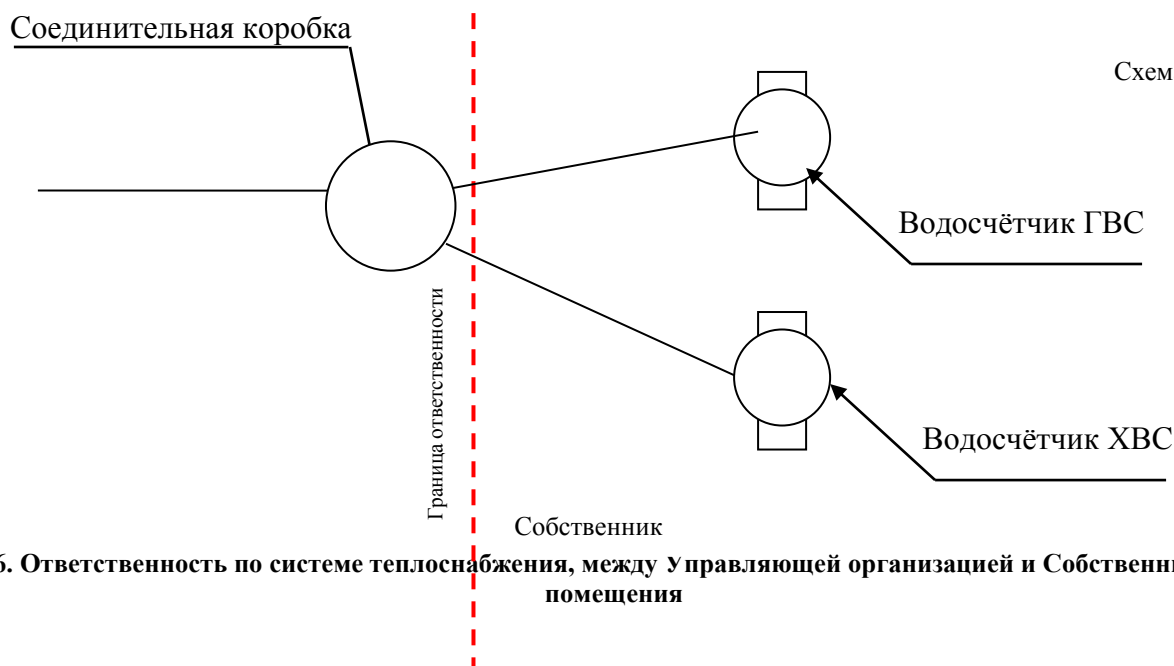 Соединительная коробка
Схем
Водосчётчик ГВС
Граница ответственности
Водосчётчик ХВС
Собственник
6. Ответственность по системе теплоснабжения, между Управляющей организацией и Собственни
помещения